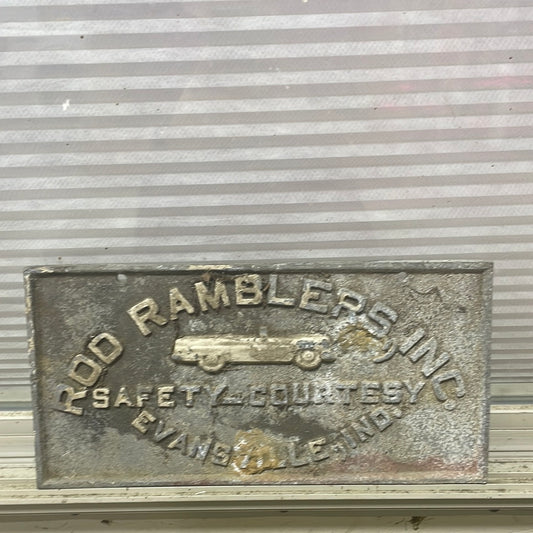 ROD RAMBLERS, INC.
SAFETY-COURTESY
EVANSVILLE, IND.